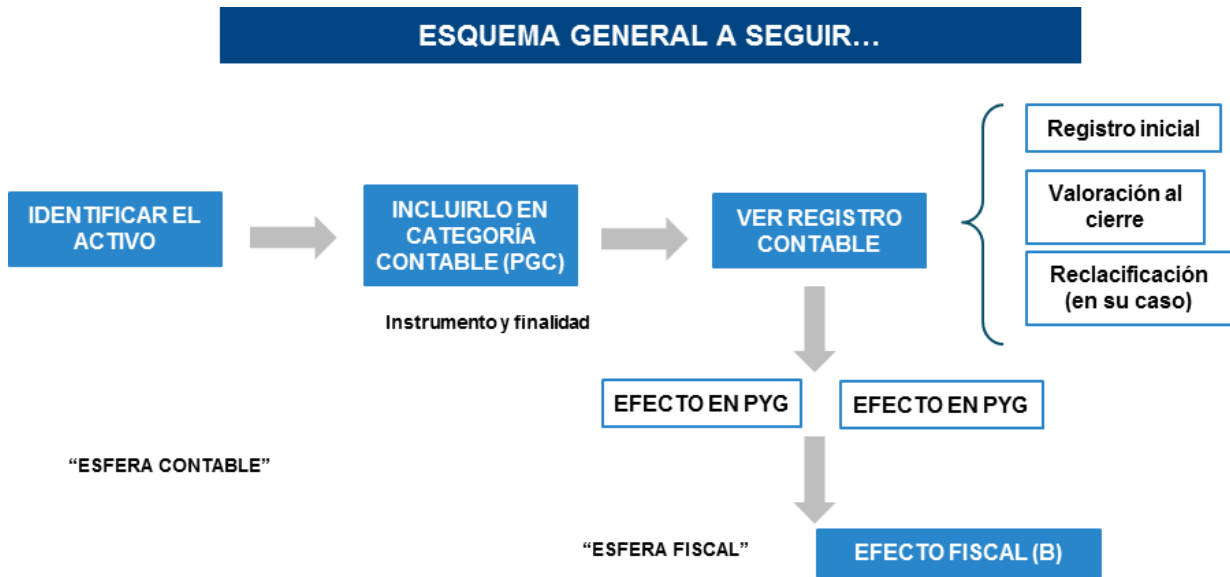 ESQUEMA GENERAL A SEGUIR…
IDENTIFICAR EL
ACTIVO
INCLUIRLO EN
CATEGORÍA
CONTABLE (PGC)
Instrumento y finalidad
VER REGISTRO
CONTABLE
Registro inicial
Valoración al
cierre
Reclacificación
(en su caso)
EFECTO EN PYG
EFECTO EN PYG
“ESFERA CONTABLE”
“ESFERA FISCAL”
EFECTO FISCAL (B)